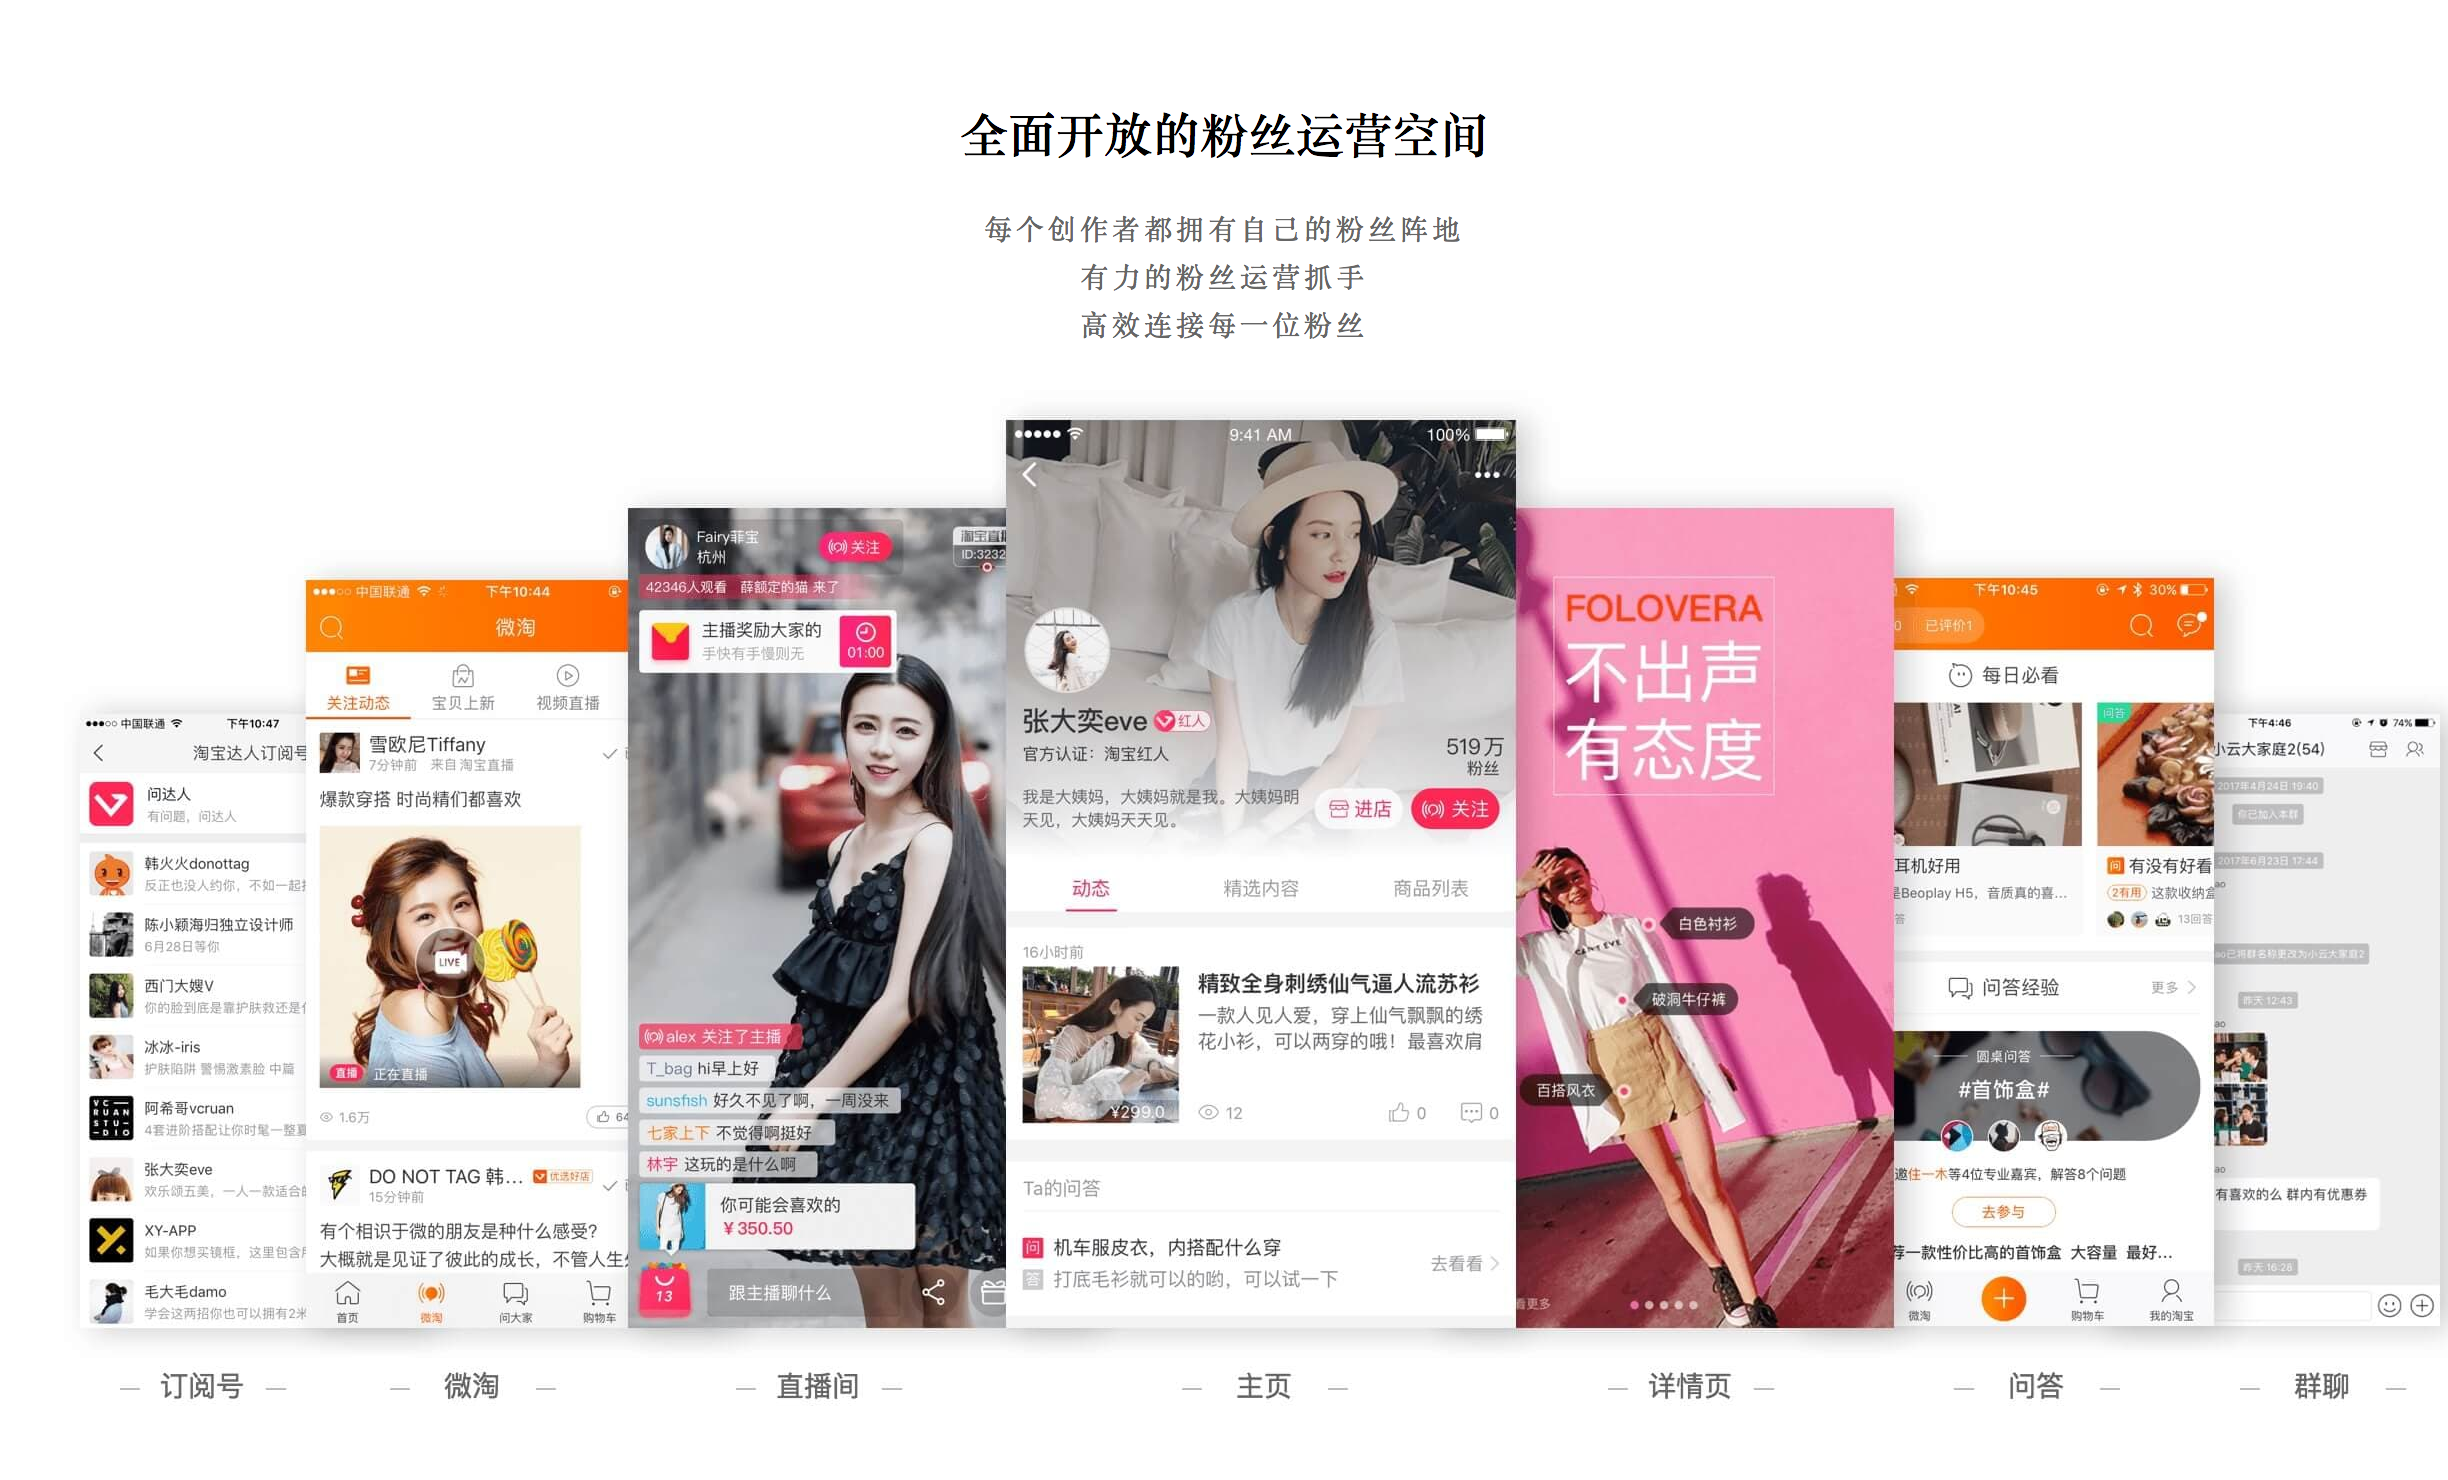 全面开放的粉丝运营空间
每个创作者都拥有自己的粉丝阵地
有力的粉丝运营抓手
高效连接每一位粉丝
中国联通 下午10:47
淘宝达人订阅号
问达人
有问题，问达人
韩火火donottag
反正也没人约你，不如一起
陈小颖海归独立设计师
6月28日等你
西门大嫂V
你的脸到底是靠护肤救还是
冰冰-iris
护肤陷阱 警惕激素脸 中篇
VC
RUAN
STU-
-DIO
阿希哥vcruan
4套进阶搭配让你时髦一整夏
张大奕eve
欢乐颂五美，一人一款适合
XY-APP
如果你想买镜框，这里包含
毛大毛damo
学会这两招你也可以拥有2米
中国联通 下午10:44
微淘
关注动态 宝贝上新 视频直播
雪欧尼Tiffany
7分钟前 来自淘宝直播
爆款穿搭 时尚精们都喜欢
LIVE
直播 正在直播
1.6万 64
DO NOT TAG 韩... 优选好店
15分钟前
有个相识于微的朋友是种什么感受?
大概就是见证了彼此的成长，不管人生
首页 微淘 问大家 购物车
Fairy菲宝
杭州
关注
淘宝直播
ID:3232
42346人观看 薛额定的猫 来了
主播奖励大家的
手快有手慢则无
01:00
alex 关注了主播
T_bag hi早上好
sunsfish 好久不见了啊，一周没来
七家上下 不觉得啊挺好
林宇 这玩的是什么啊
你可能会喜欢的
¥350.50
13
跟主播聊什么
9:41 AM 100%
张大奕eve 红人
官方认证：淘宝红人
519万
粉丝
我是大姨妈，大姨妈就是我。大姨妈明
天见，大姨妈天天见。
进店 关注
动态 精选内容 商品列表
16小时前
¥299.0
精致全身刺绣仙气逼人流苏衫
一款人见人爱，穿上仙气飘飘的绣
花小衫，可以两穿的哦！最喜欢肩
12 0 0
Ta的问答
问 机车服皮衣，内搭配什么穿
答 打底毛衫就可以的哟，可以试一下
去看看
FOLOVERA
不出声
有态度
CAN'T EVE
白色衬衫
破洞牛仔裤
百搭风衣
看更多
下午10:45 30%
0 已评价1
每日必看
问答
耳机好用
是Beoplay H5，音质真的喜...
答
问 有没有好看
2有用 这款收纳盒
13回答
问答经验 更多
圆桌问答
#首饰盒#
邀住一木等4位专业嘉宾，解答8个问题
去参与
荐一款性价比高的首饰盒 大容量 最好...
微淘 购物车 我的淘宝
下午4:46 74%
小云大家庭2(54)
2017年4月24日 19:40
你已加入本群
2017年6月23日 17:44
ao
ao已将群名称更改为小云大家庭2
昨天 12:43
ao
ao
有喜欢的么 群内有优惠券
昨天 16:28
订阅号 微淘 直播间 主页 详情页 问答 群聊